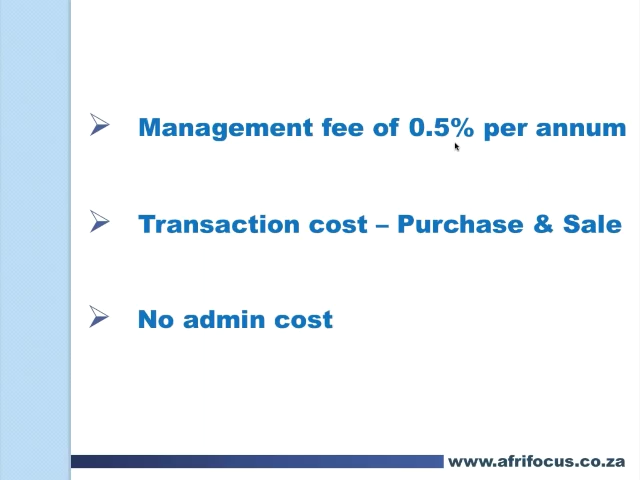 Management fee of 0.5% per annum
Transaction cost – Purchase & Sale
No admin cost
www.afrifocus.co.za